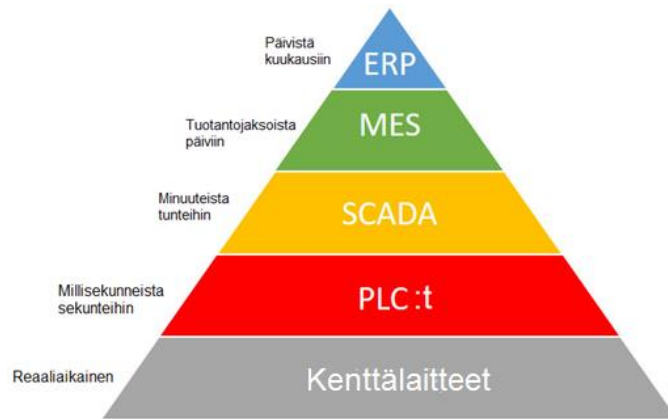 Päivistä
kuukausiin
ERP
Tuotantojaksoista
päiviin
MES
Minuuteista
tunteihin
SCADA
Millisekunneista
sekunteihin
PLC:t
Reaaliaikainen
Kenttälaitteet